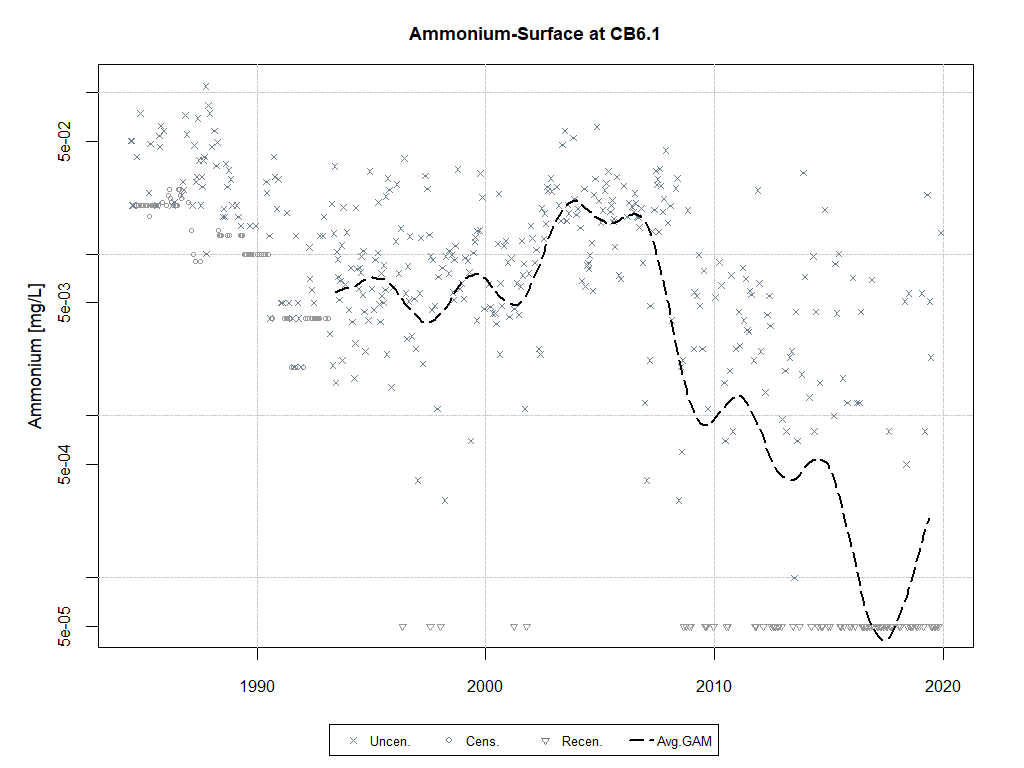 Ammonium-Surface at CB6.1
Ammonium [mg/L]
5e-02
5e-03
5e-04
5e-05
1990 2000 2010 2020
Uncen. Cens. Recen. Avg.GAM